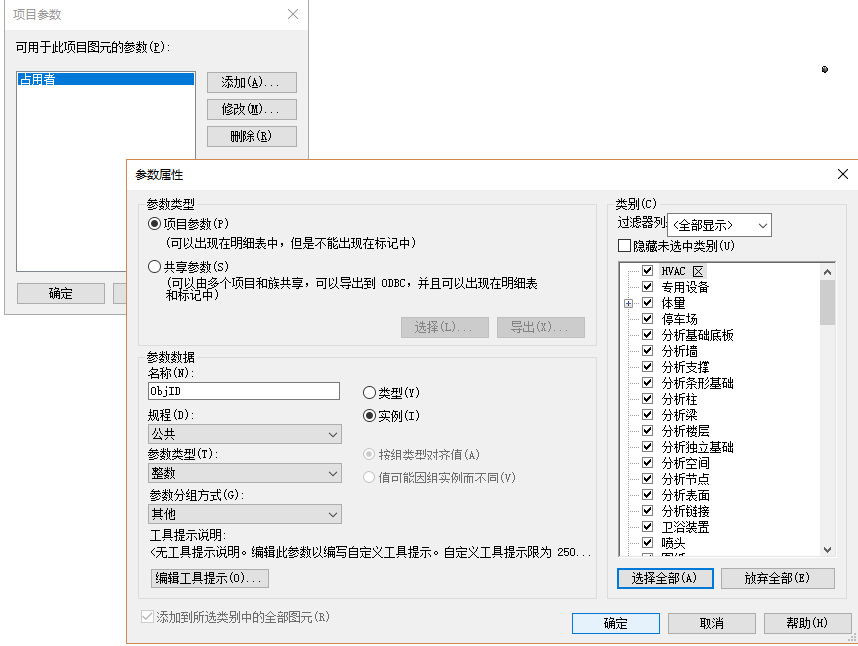 项目参数
可用于此项目图元的参数(P):
占用者
添加(A)...
修改(M)...
删除(R)
确定
参数属性
参数类型
项目参数(P)
(可以出现在明细表中，但是不能出现在标记中)
共享参数(S)
(可以由多个项目和族共享，可以导出到 ODBC，并且可以出现在明细表
和标记中)
选择(L)...
导出(X)...
参数数据
名称(N):
ObjID
类型(Y)
规程(D):
实例(I)
公共
参数类型(T):
按组类型对齐值(A)
整数
值可能因组实例而不同(V)
参数分组方式(G):
其他
工具提示说明:
<无工具提示说明。编辑此参数以编写自定义工具提示。自定义工具提示限为 250...
编辑工具提示(O)...
添加到所选类别中的全部图元(R)
类别(C)
过滤器列
<全部显示>
隐藏未选中类别(U)
HVAC 区
专用设备
体量
停车场
分析基础底板
分析墙
分析支撑
分析条形基础
分析柱
分析梁
分析楼层
分析独立基础
分析空间
分析节点
分析表面
分析链接
卫浴装置
喷头
选择全部(A)
放弃全部(E)
确定
取消
帮助(H)